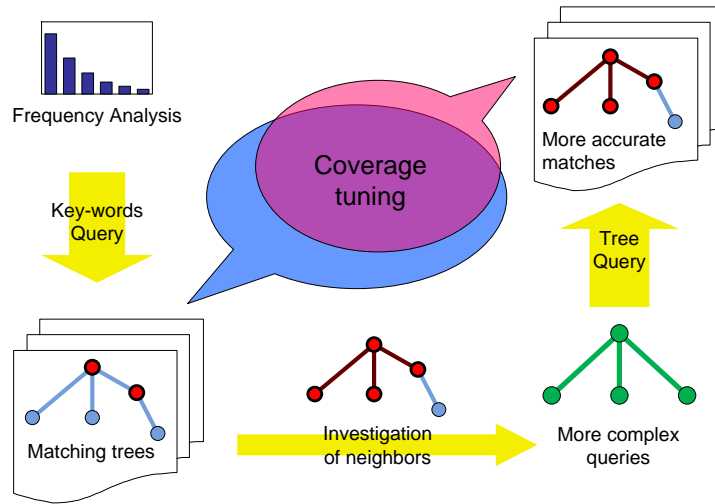 Frequency Analysis
Key-words
Query
Coverage
tuning
More accurate
matches
Tree
Query
Matching trees
Investigation
of neighbors
More complex
queries